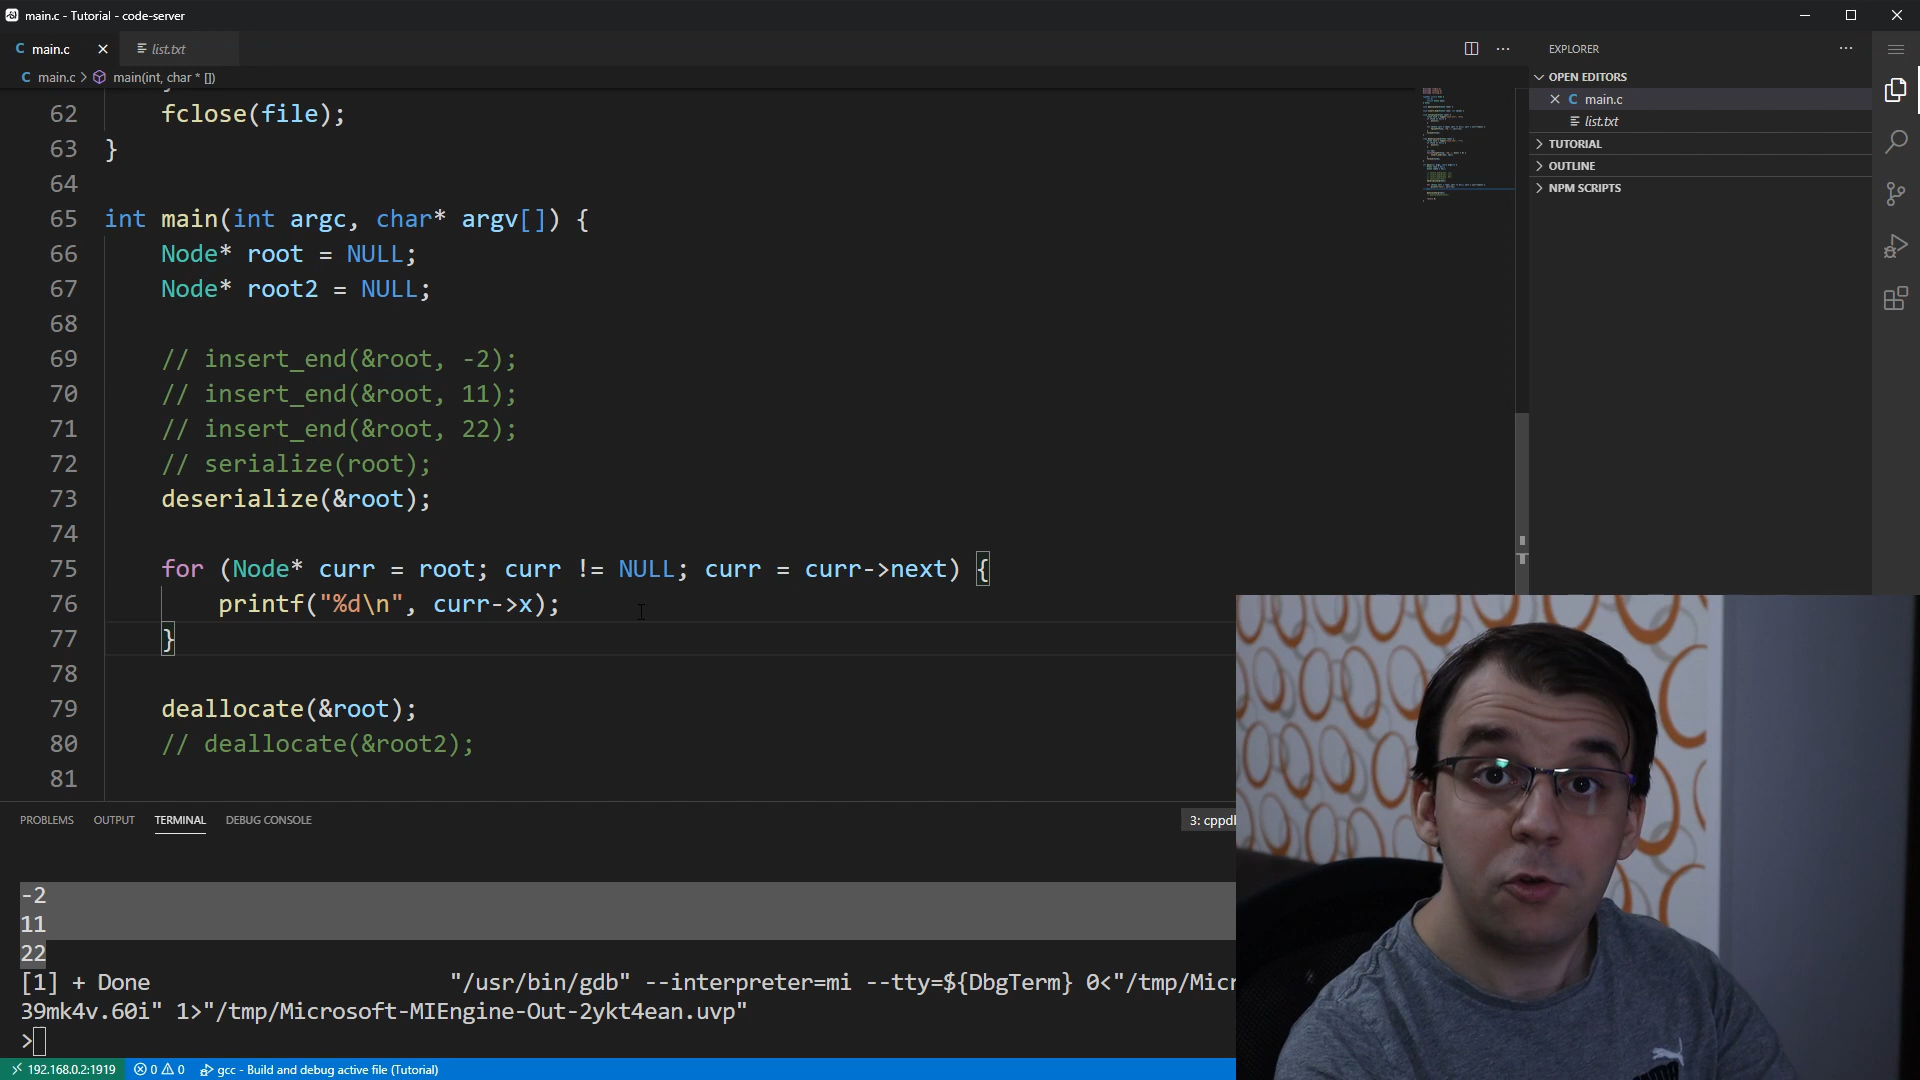 main.c - Tutorial - code-server
main.c
list.txt
main.c > main(int, char * [])
62 fclose(file);
63 }
64
65 int main(int argc, char* argv[]) {
66 Node* root = NULL;
67 Node* root2 = NULL;
68
69 // insert_end(&root, -2);
70 // insert_end(&root, 11);
71 // insert_end(&root, 22);
72 // serialize(root);
73 deserialize(&root);
74
75 for (Node* curr = root; curr != NULL; curr = curr->next) {
76 printf("%d\n", curr->x);
77 }
78
79 deallocate(&root);
80 // deallocate(&root2);
81
EXPLORER
OPEN EDITORS
main.c
list.txt
TUTORIAL
OUTLINE
NPM SCRIPTS
PROBLEMS OUTPUT TERMINAL DEBUG CONSOLE
3: cppd
-2
11
22
[1] + Done "/usr/bin/gdb" --interpreter=mi --tty=${DbgTerm} 0<"/tmp/Micr
39mk4v.60i" 1>"/tmp/Microsoft-MIEngine-Out-2ykt4ean.uvp"
>
192.168.0.2:1919 0 0 gcc - Build and debug active file (Tutorial)